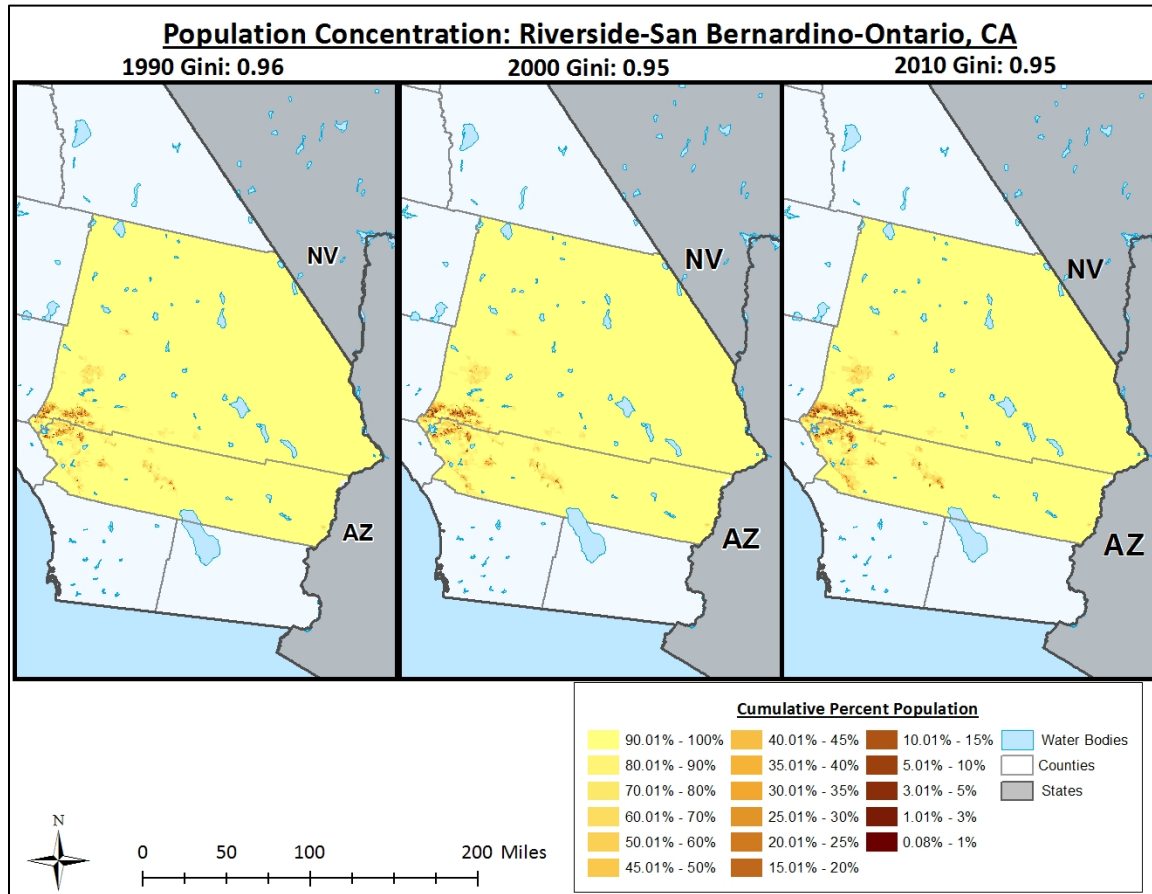 Population Concentration: Riverside-San Bernardino-Ontario, CA
1990 Gini: 0.96
2000 Gini: 0.95
2010 Gini: 0.95
NV
AZ
NV
AZ
NV
AZ
Cumulative Percent Population
90.01% - 100%
80.01% - 90%
70.01% - 80%
60.01% - 70%
50.01% - 60%
45.01% - 50%
40.01% - 45%
35.01% - 40%
30.01% - 35%
25.01% - 30%
20.01% - 25%
15.01% - 20%
10.01% - 15%
5.01% - 10%
3.01% - 5%
1.01% - 3%
0.08% - 1%
Water Bodies
Counties
States
N
0 50 100 200 Miles